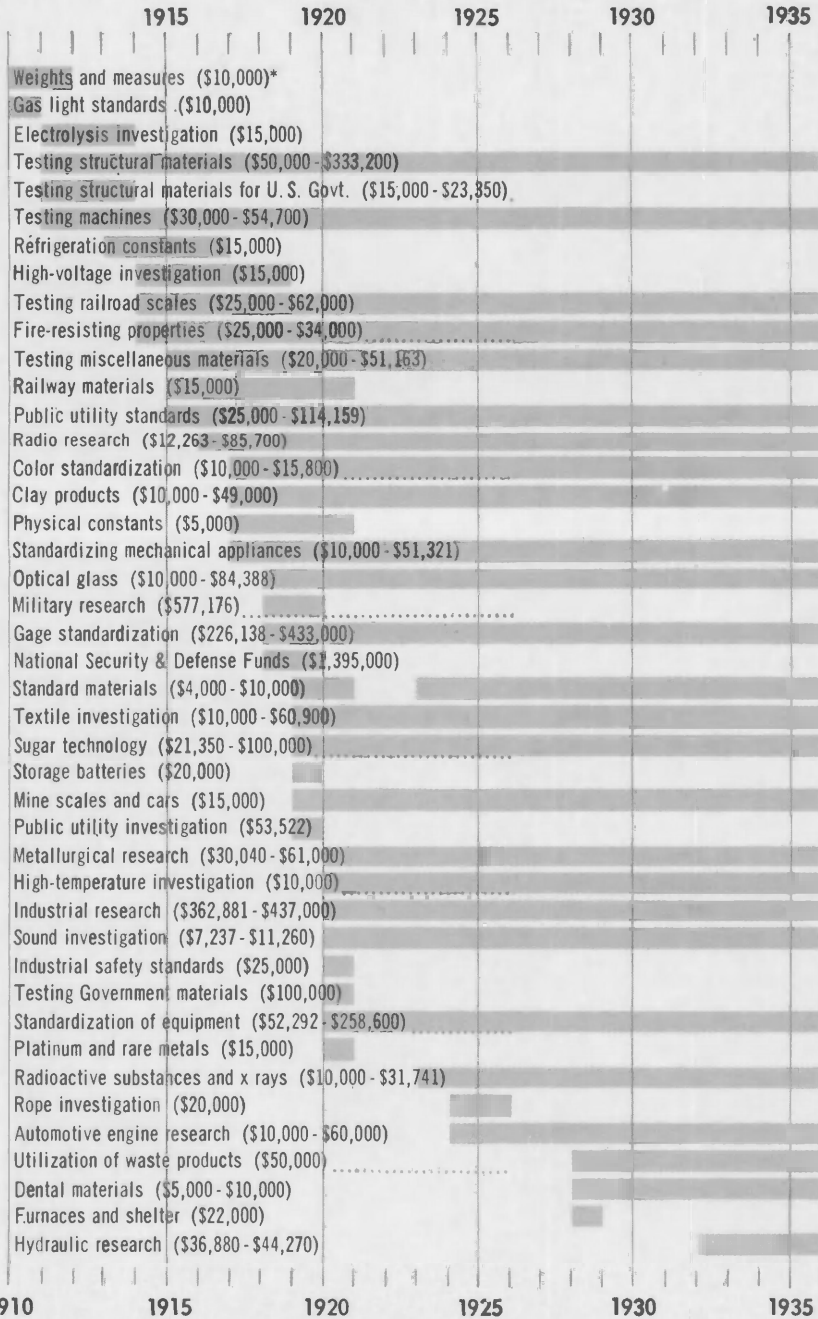 1915 1920 1925 1930 1935
Weights and measures ($10,000)*
Gas light standards .($10,000)
Electrolysis investigation ($15,000)
Testing structural materials ($50,000-$333,200)
Testing structural materials for U.S. Govt. ($15,000-$23,350)
Testing machines ($30,000-$54,700)
Refrigeration constants ($15,000)
High-voltage investigation ($15,000)
Testing railroad scales ($25,000-$62,000)
Fire-resisting properties ($25,000-$34,000)
Testing miscellaneous materials ($20,000-$51,163)
Railway materials ($15,000)
Public utility standards ($25,000-$114,159)
Radio research ($12,263-$85,700)
Color standardization ($10,000-$15,800)
Clay products ($10,000-$49,000)
Physical constants ($5,000)
Standardizing mechanical appliances ($10,000-$51,321)
Optical glass ($10,000-$84,388)
Military research ($577,176)
Gage standardization ($226,138-$433,000)
National Security & Defense Funds ($1,395,000)
Standard materials ($4,000-$10,000)
Textile investigation ($10,000-$60,900)
Sugar technology ($21,350-$100,000)
Storage batteries ($20,000)
Mine scales and cars ($15,000)
Public utility investigation ($53,522)
Metallurgical research ($30,040-$61,000)
High-temperature investigation ($10,000)
Industrial research ($362,881-$437,000)
Sound investigation ($7,237-$11,260)
Industrial safety standards ($25,000)
Testing Government materials ($100,000)
Standardization of equipment ($52,292-$258,600)
Platinum and rare metals ($15,000)
Radioactive substances and x rays ($10,000-$31,741)
Rope investigation ($20,000)
Automotive engine research ($10,000-$60,000)
Utilization of waste products ($50,000)
Dental materials ($5,000-$10,000)
Furnaces and shelter ($22,000)
Hydraulic research ($36,880-$44,270)
910 1915 1920 1925 1930 1935